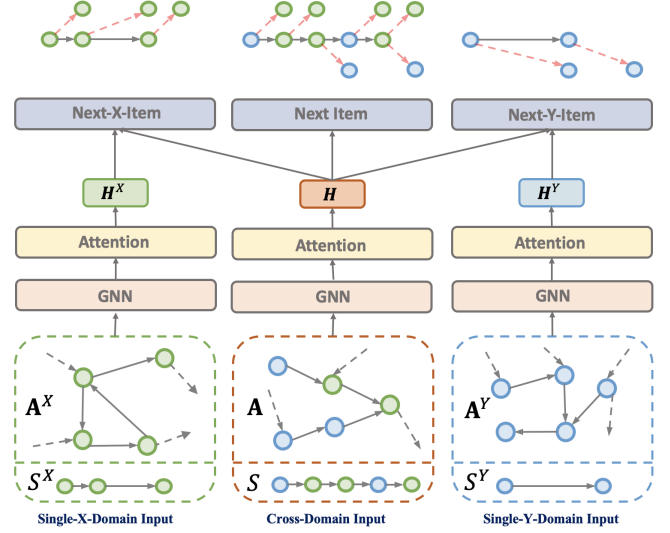 Next-X-Item
Next Item
Next-Y-Item
H^X
H
H^Y
Attention
Attention
Attention
GNN
GNN
GNN
A^X
A
A^Y
S^X
S
S^Y
Single-X-Domain Input
Cross-Domain Input
Single-Y-Domain Input